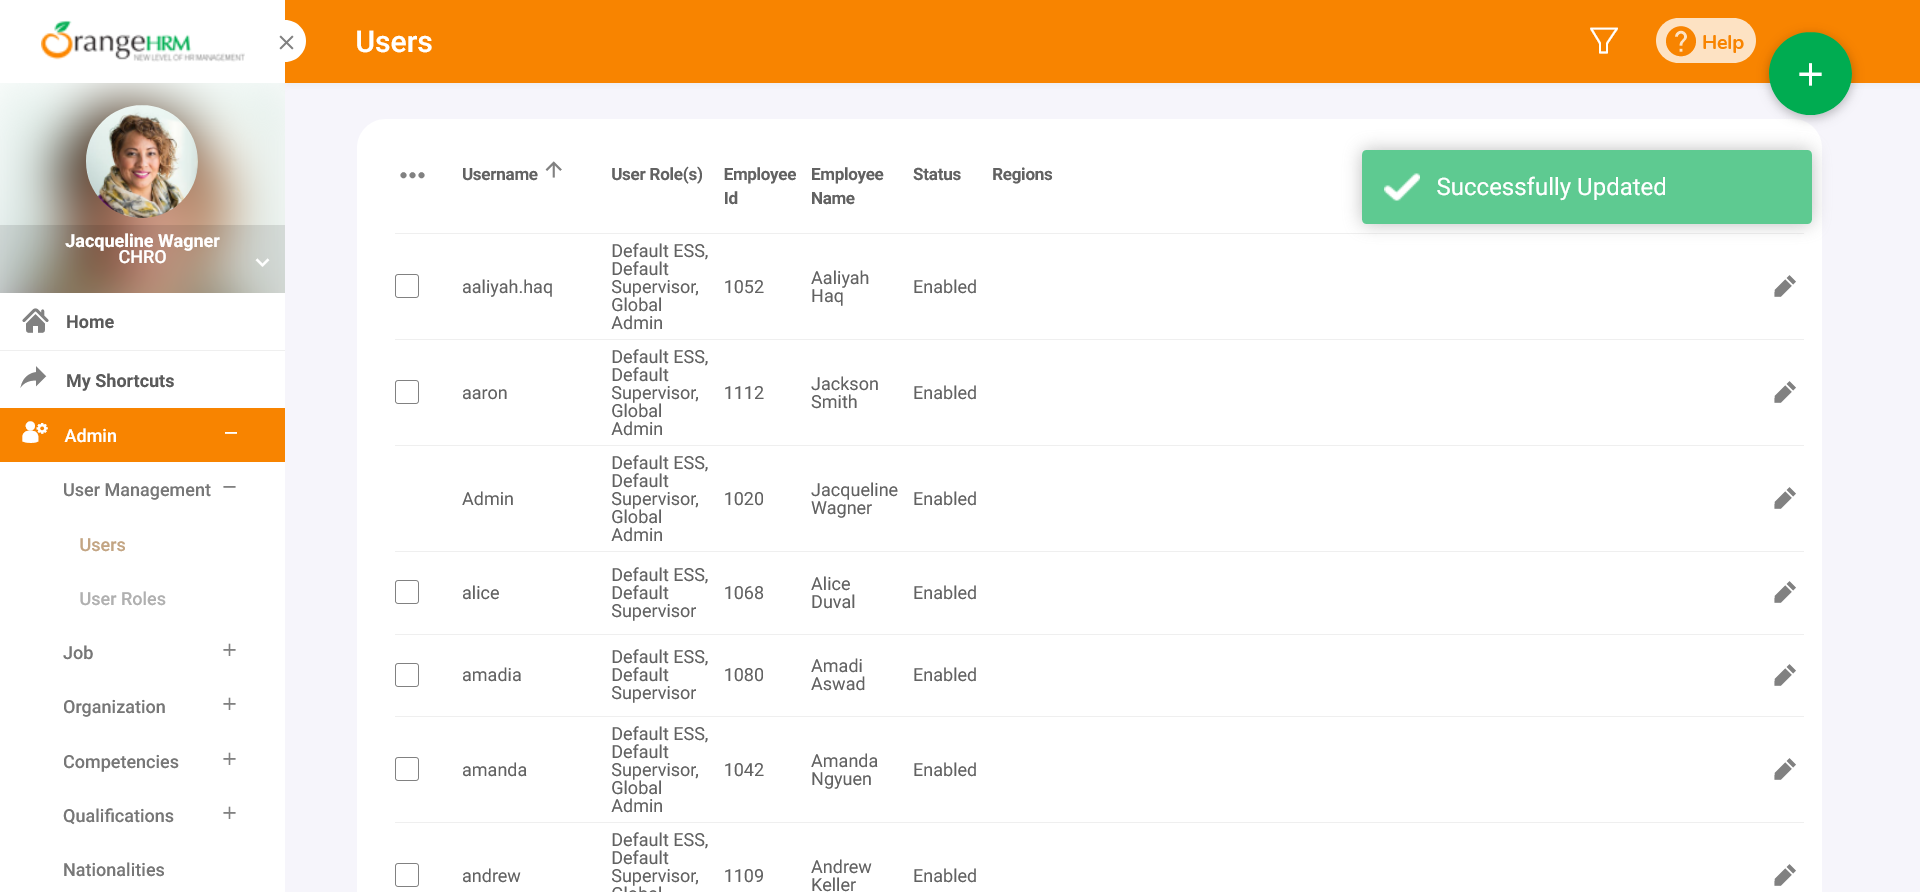 OrangeHRM
NEW LEVEL OF HR MANAGEMENT
Users
Help
Jacqueline Wagner
CHRO
Home
My Shortcuts
Admin
User Management
Users
User Roles
Job
Organization
Competencies
Qualifications
Nationalities
Successfully Updated
Username User Role(s) Employee Id Employee Name Status Regions
aaliyah.haq Default ESS, Default Supervisor, Global Admin 1052 Aaliyah Haq Enabled
aaron Default ESS, Default Supervisor, Global Admin 1112 Jackson Smith Enabled
Admin Default ESS, Default Supervisor, Global Admin 1020 Jacqueline Wagner Enabled
alice Default ESS, Default Supervisor 1068 Alice Duval Enabled
amadia Default ESS, Default Supervisor 1080 Amadi Aswad Enabled
amanda Default ESS, Default Supervisor, Global Admin 1042 Amanda Ngyuen Enabled
andrew Default ESS, Default Supervisor, Global 1109 Andrew Keller Enabled